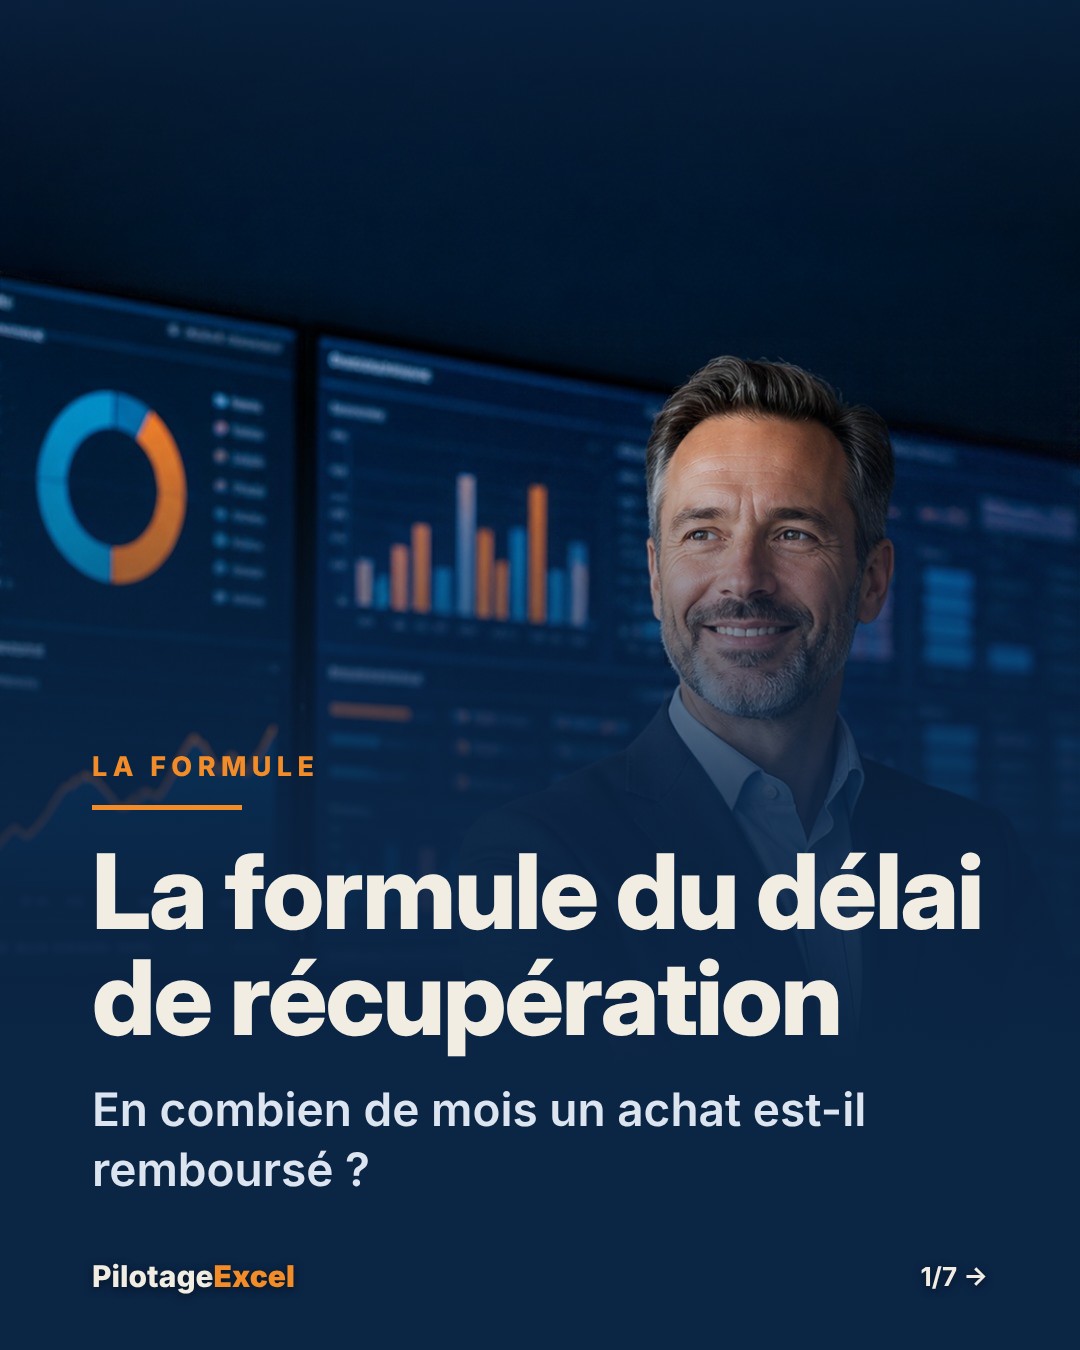 LA FORMULE
La formule du délai
de récupération
En combien de mois un achat est-il
remboursé ?
PilotageExcel
1/7 →